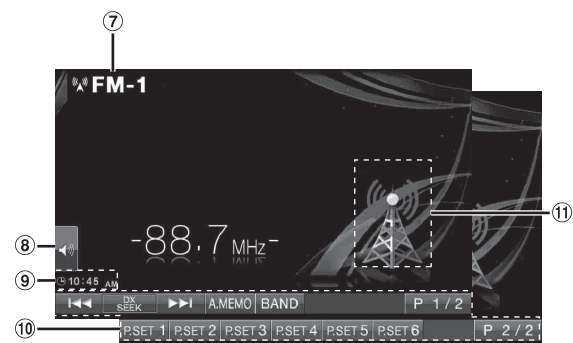 ⑦
FM-1
⑪
-88.7 MHz-
⑧
⑨
10:45 AM
DX SEEK A.MEMO BAND P 1/2
⑩
P.SET 1 P.SET 2 P.SET 3 P.SET 4 P.SET 5 P.SET 6 P 2/2